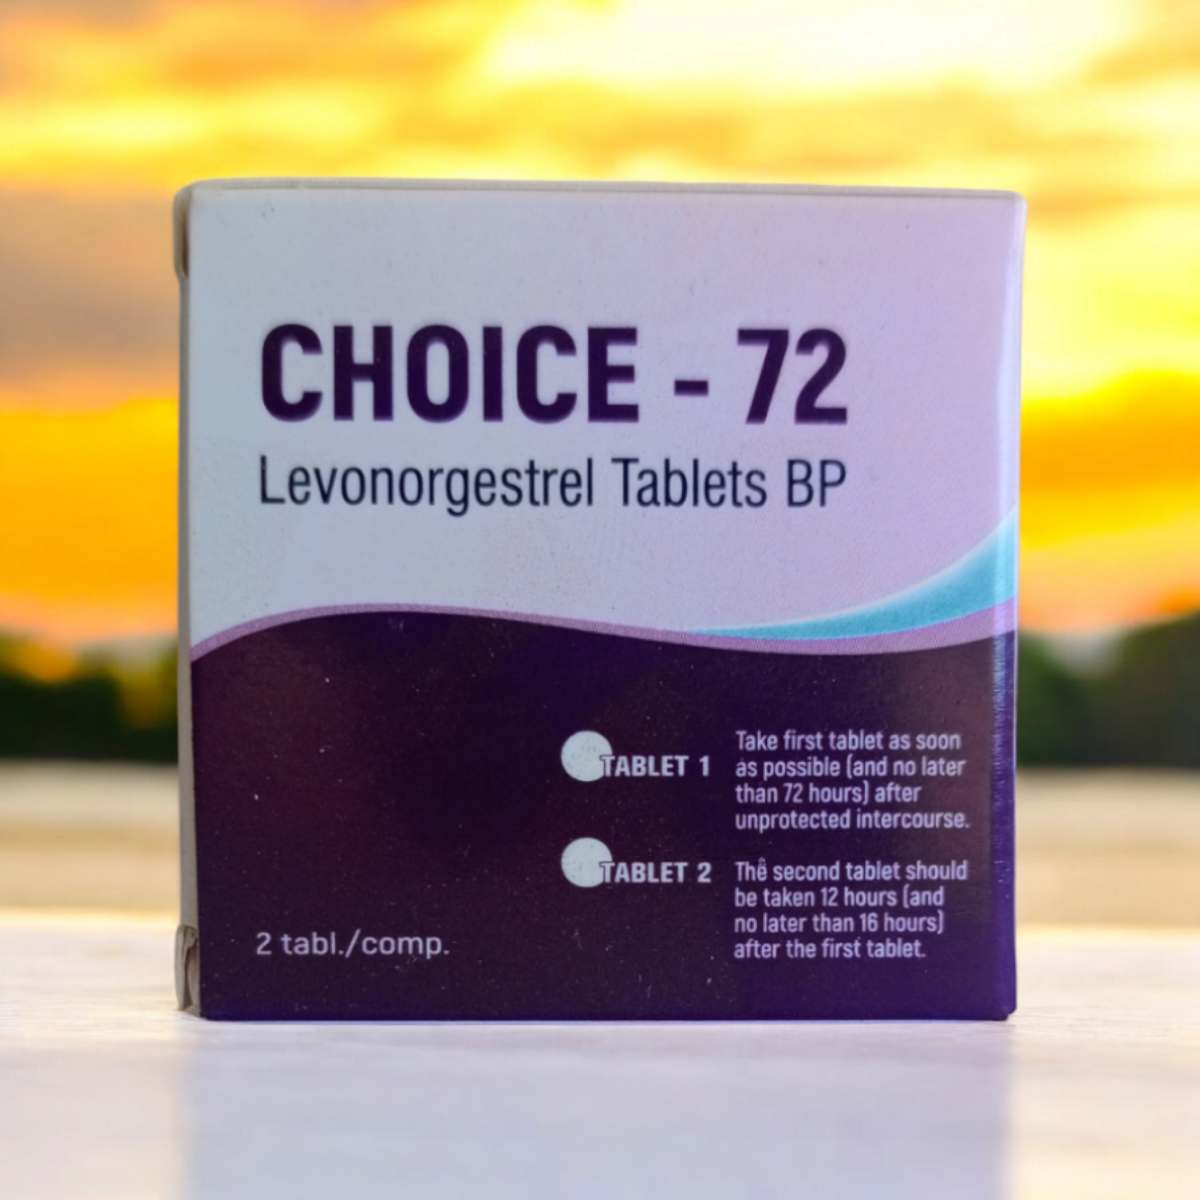 CHOICE - 72
Levonorgestrel Tablets BP
TABLET 1
Take first tablet as soon
as possible (and no later
than 72 hours) after
unprotected intercourse.
TABLET 2
The second tablet should
be taken 12 hours (and
no later than 16 hours)
after the first tablet.
2 tabl./comp.